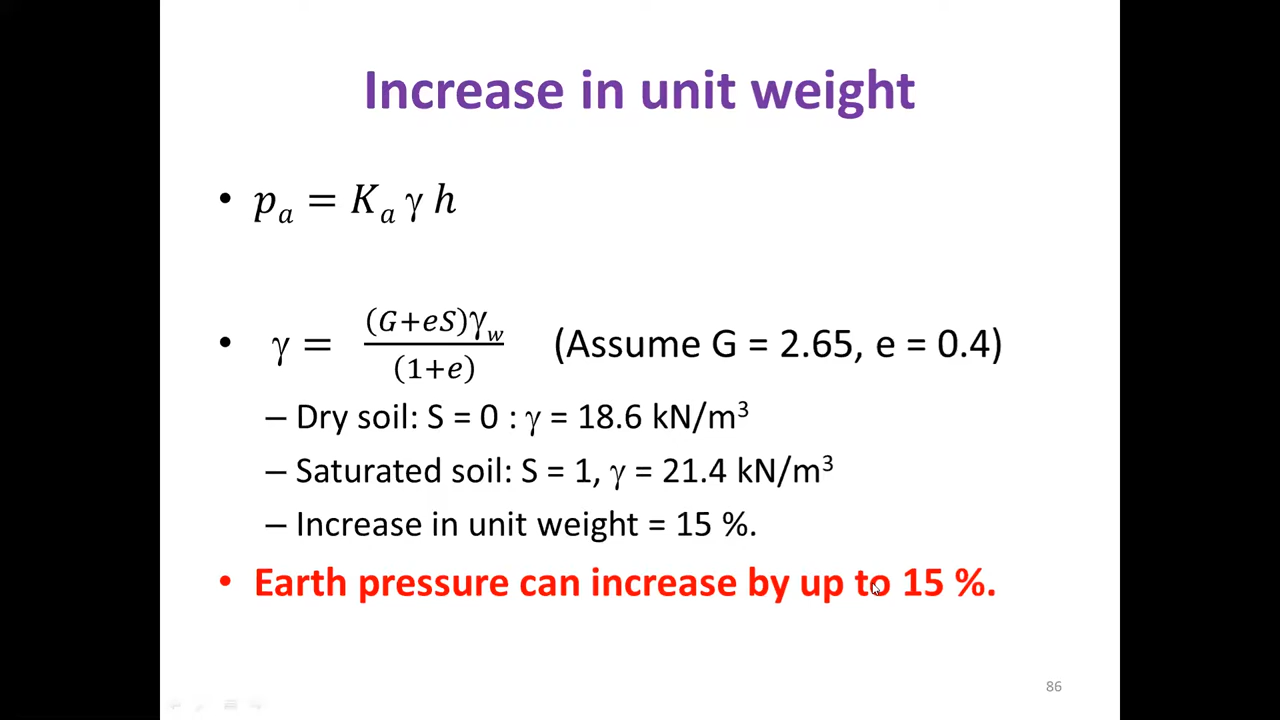 Increase in unit weight
• pₐ = Kₐ γ h
• γ = (G+eS)γ_w / (1+e) (Assume G = 2.65, e = 0.4)
– Dry soil: S = 0 : γ = 18.6 kN/m³
– Saturated soil: S = 1, γ = 21.4 kN/m³
– Increase in unit weight = 15 %.
• Earth pressure can increase by up to 15 %.
86